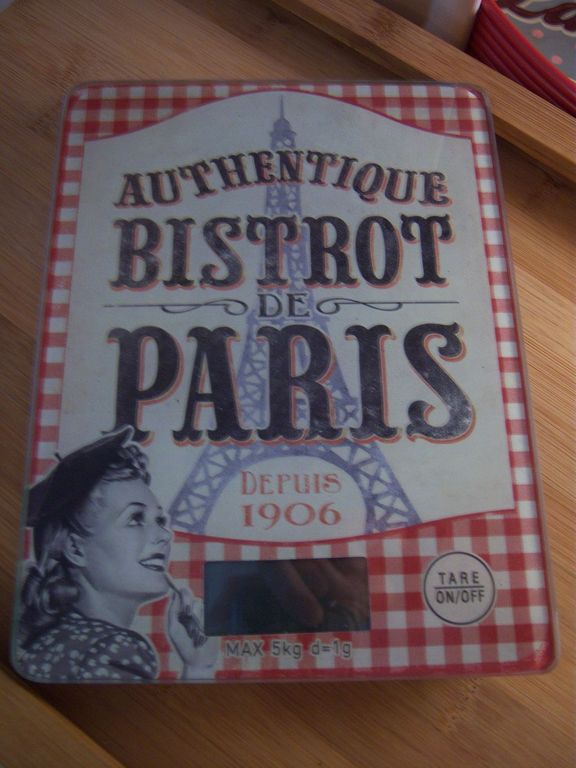 AUTHENTIQUE
BISTROT
DE
PARIS
DEPUIS
1906
TARE
ON/OFF
MAX 5kg d=1g